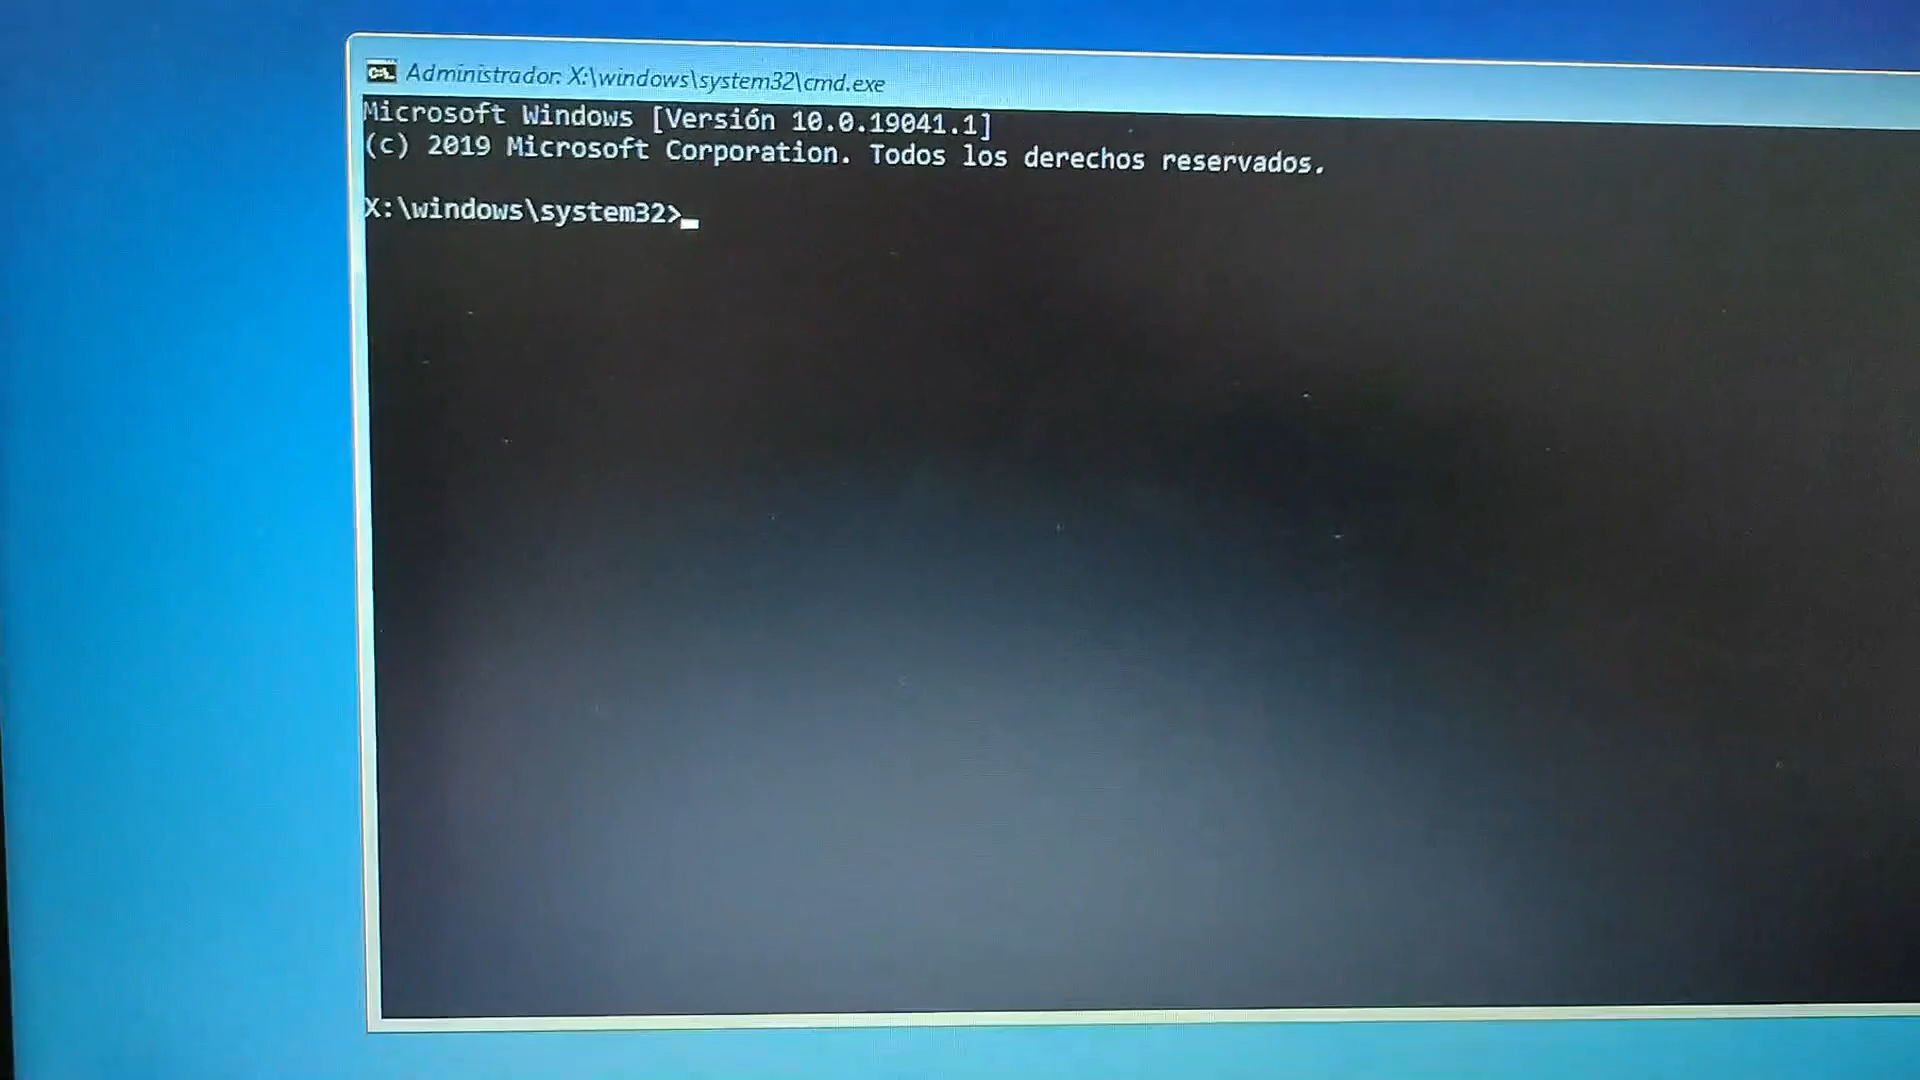 Administrador: X:\windows\system32\cmd.exe
Microsoft Windows [Versión 10.0.19041.1]
(c) 2019 Microsoft Corporation. Todos los derechos reservados.
X:\windows\system32>